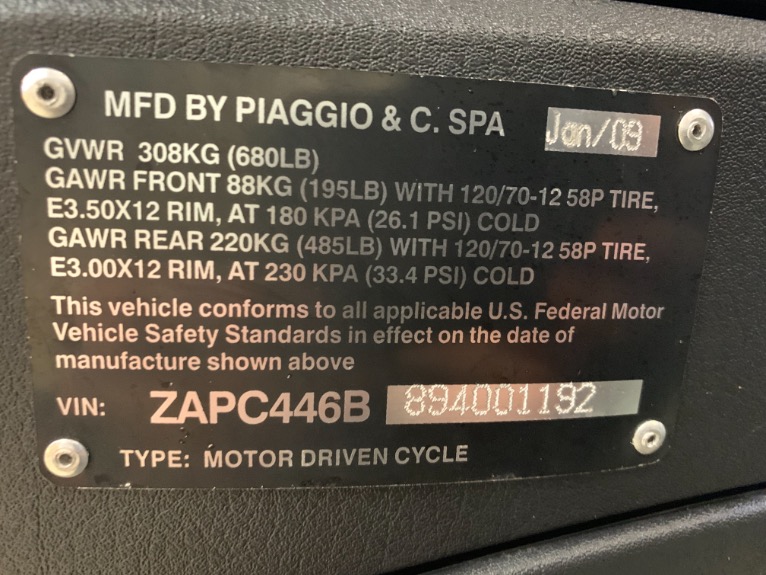 MFD BY PIAGGIO & C. SPA Jan/09
GVWR 308KG (680LB)
GAWR FRONT 88KG (195LB) WITH 120/70-12 58P TIRE,
E3.50X12 RIM, AT 180 KPA (26.1 PSI) COLD
GAWR REAR 220KG (485LB) WITH 120/70-12 58P TIRE,
E3.00X12 RIM, AT 230 KPA (33.4 PSI) COLD
This vehicle conforms to all applicable U.S. Federal Motor
Vehicle Safety Standards in effect on the date of
manufacture shown above
VIN: ZAPC446B 894001192
TYPE: MOTOR DRIVEN CYCLE